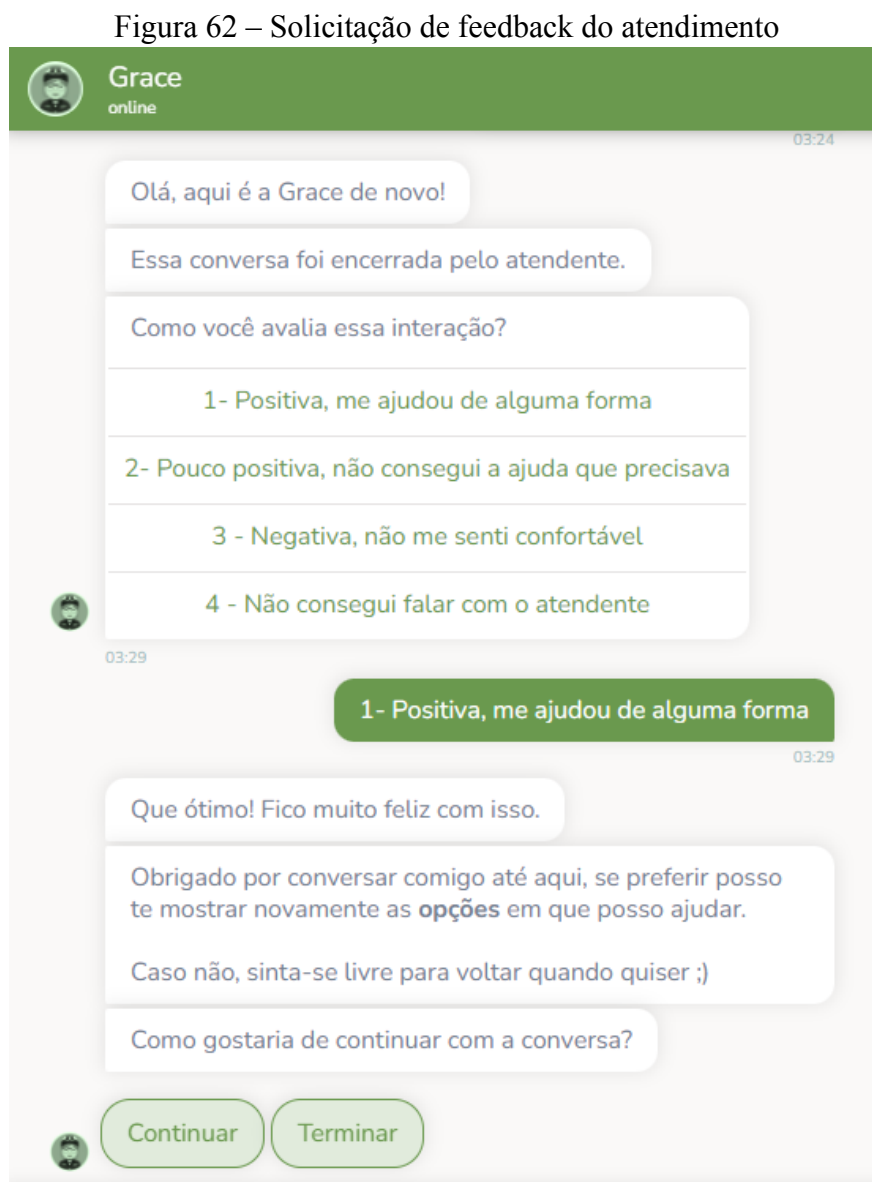 Figura 62 – Solicitação de feedback do atendimento
Grace
online
03:24
Olá, aqui é a Grace de novo!
Essa conversa foi encerrada pelo atendente.
Como você avalia essa interação?
1- Positiva, me ajudou de alguma forma
2- Pouco positiva, não consegui a ajuda que precisava
3 - Negativa, não me senti confortável
4 - Não consegui falar com o atendente
03:29
1- Positiva, me ajudou de alguma forma
03:29
Que ótimo! Fico muito feliz com isso.
Obrigado por conversar comigo até aqui, se preferir posso
te mostrar novamente as opções em que posso ajudar.
Caso não, sinta-se livre para voltar quando quiser ;)
Como gostaria de continuar com a conversa?
Continuar
Terminar